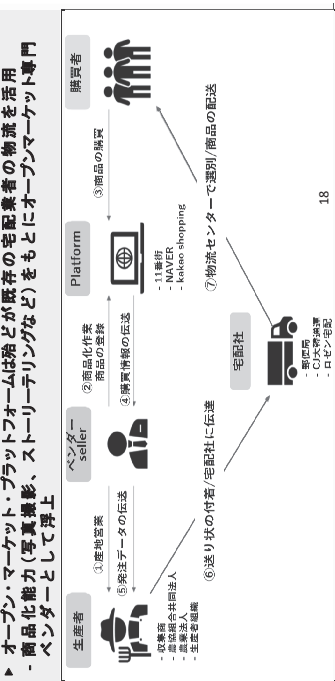 ▶ オープン・マーケット・プラットフォームは殆どが既存の宅配業者の物流を活用
- 商品化能力(写真撮影、ストーリーテリングなど)をもとにオープンマーケット専門
ベンダーとして浮上
生産者
ベンダー
seller
Platform
購買者
①産地営業
②商品化作業
商品の登録
③商品の購買
④購買情報の伝送
⑤発注データの伝送
- 収集商
- 農協組合共同法人
- 農業法人
- 生産者組織
- 11番街
- NAVER
- kakao shopping
⑥送り状の付着/宅配社に伝達
⑦物流センターで選別/商品の配送
宅配社
- 郵便局
- CJ大韓通運
- ロゼン宅配
18